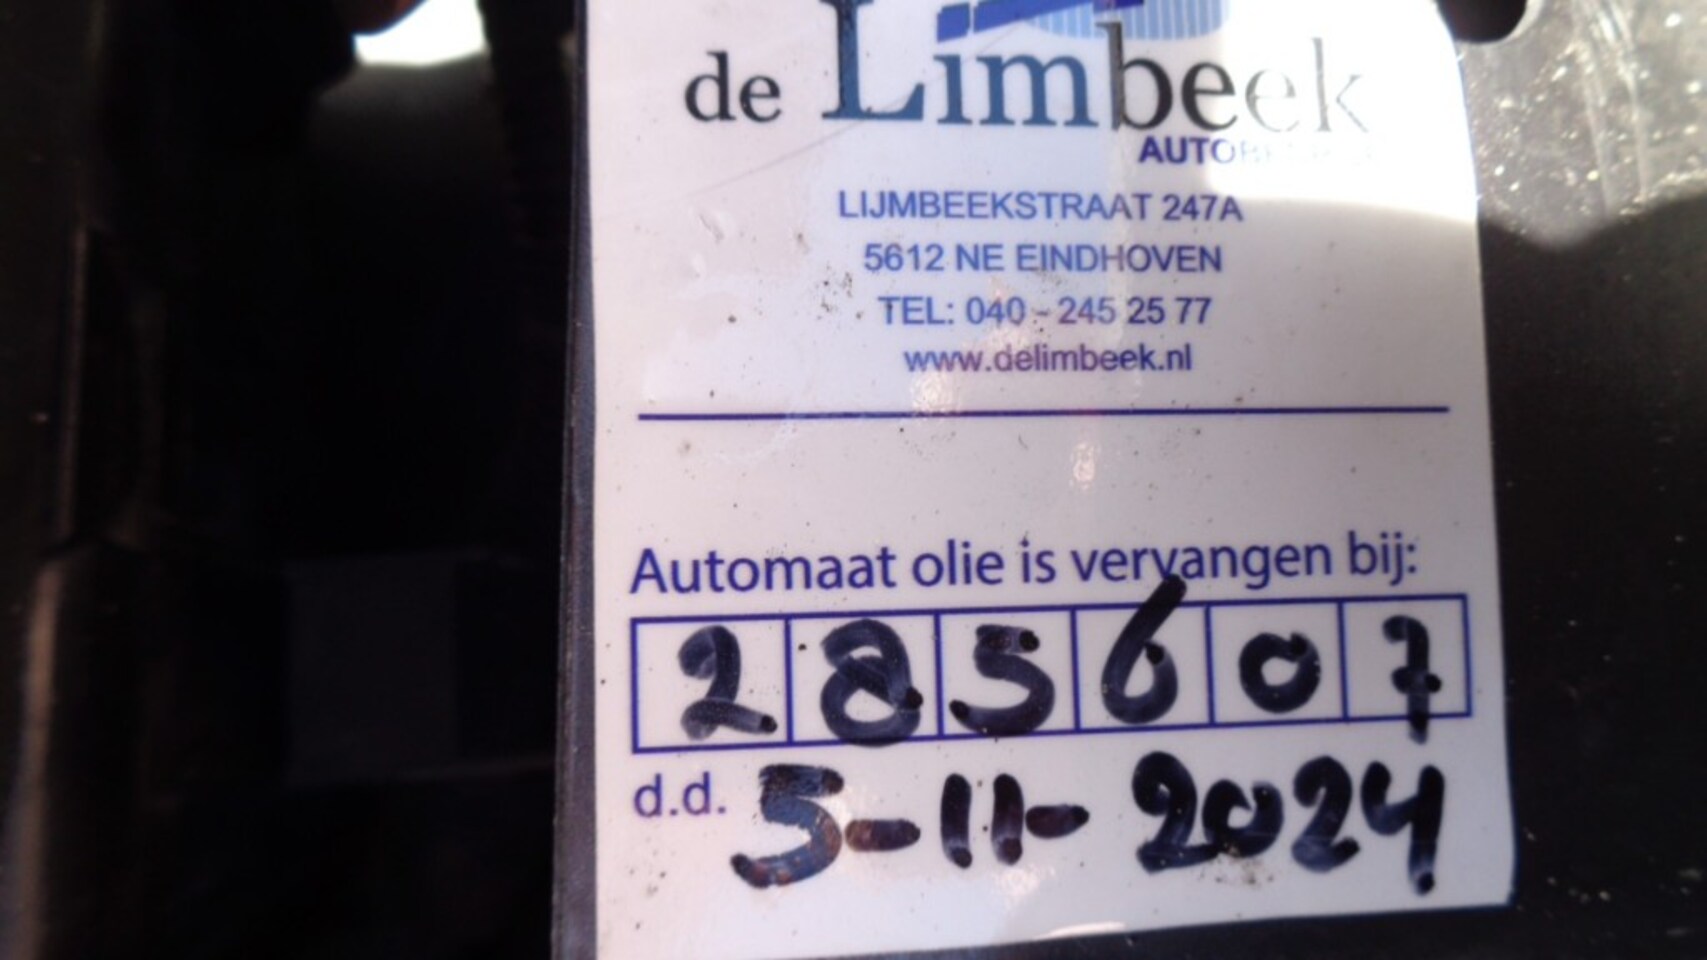 de Limbeek
AUTOBEDRIJF
LIJMBEEKSTRAAT 247A
5612 NE EINDHOVEN
TEL: 040 - 245 25 77
www.delimbeek.nl
Automaat olie is vervangen bij:
285607
d.d. 5-11-2024